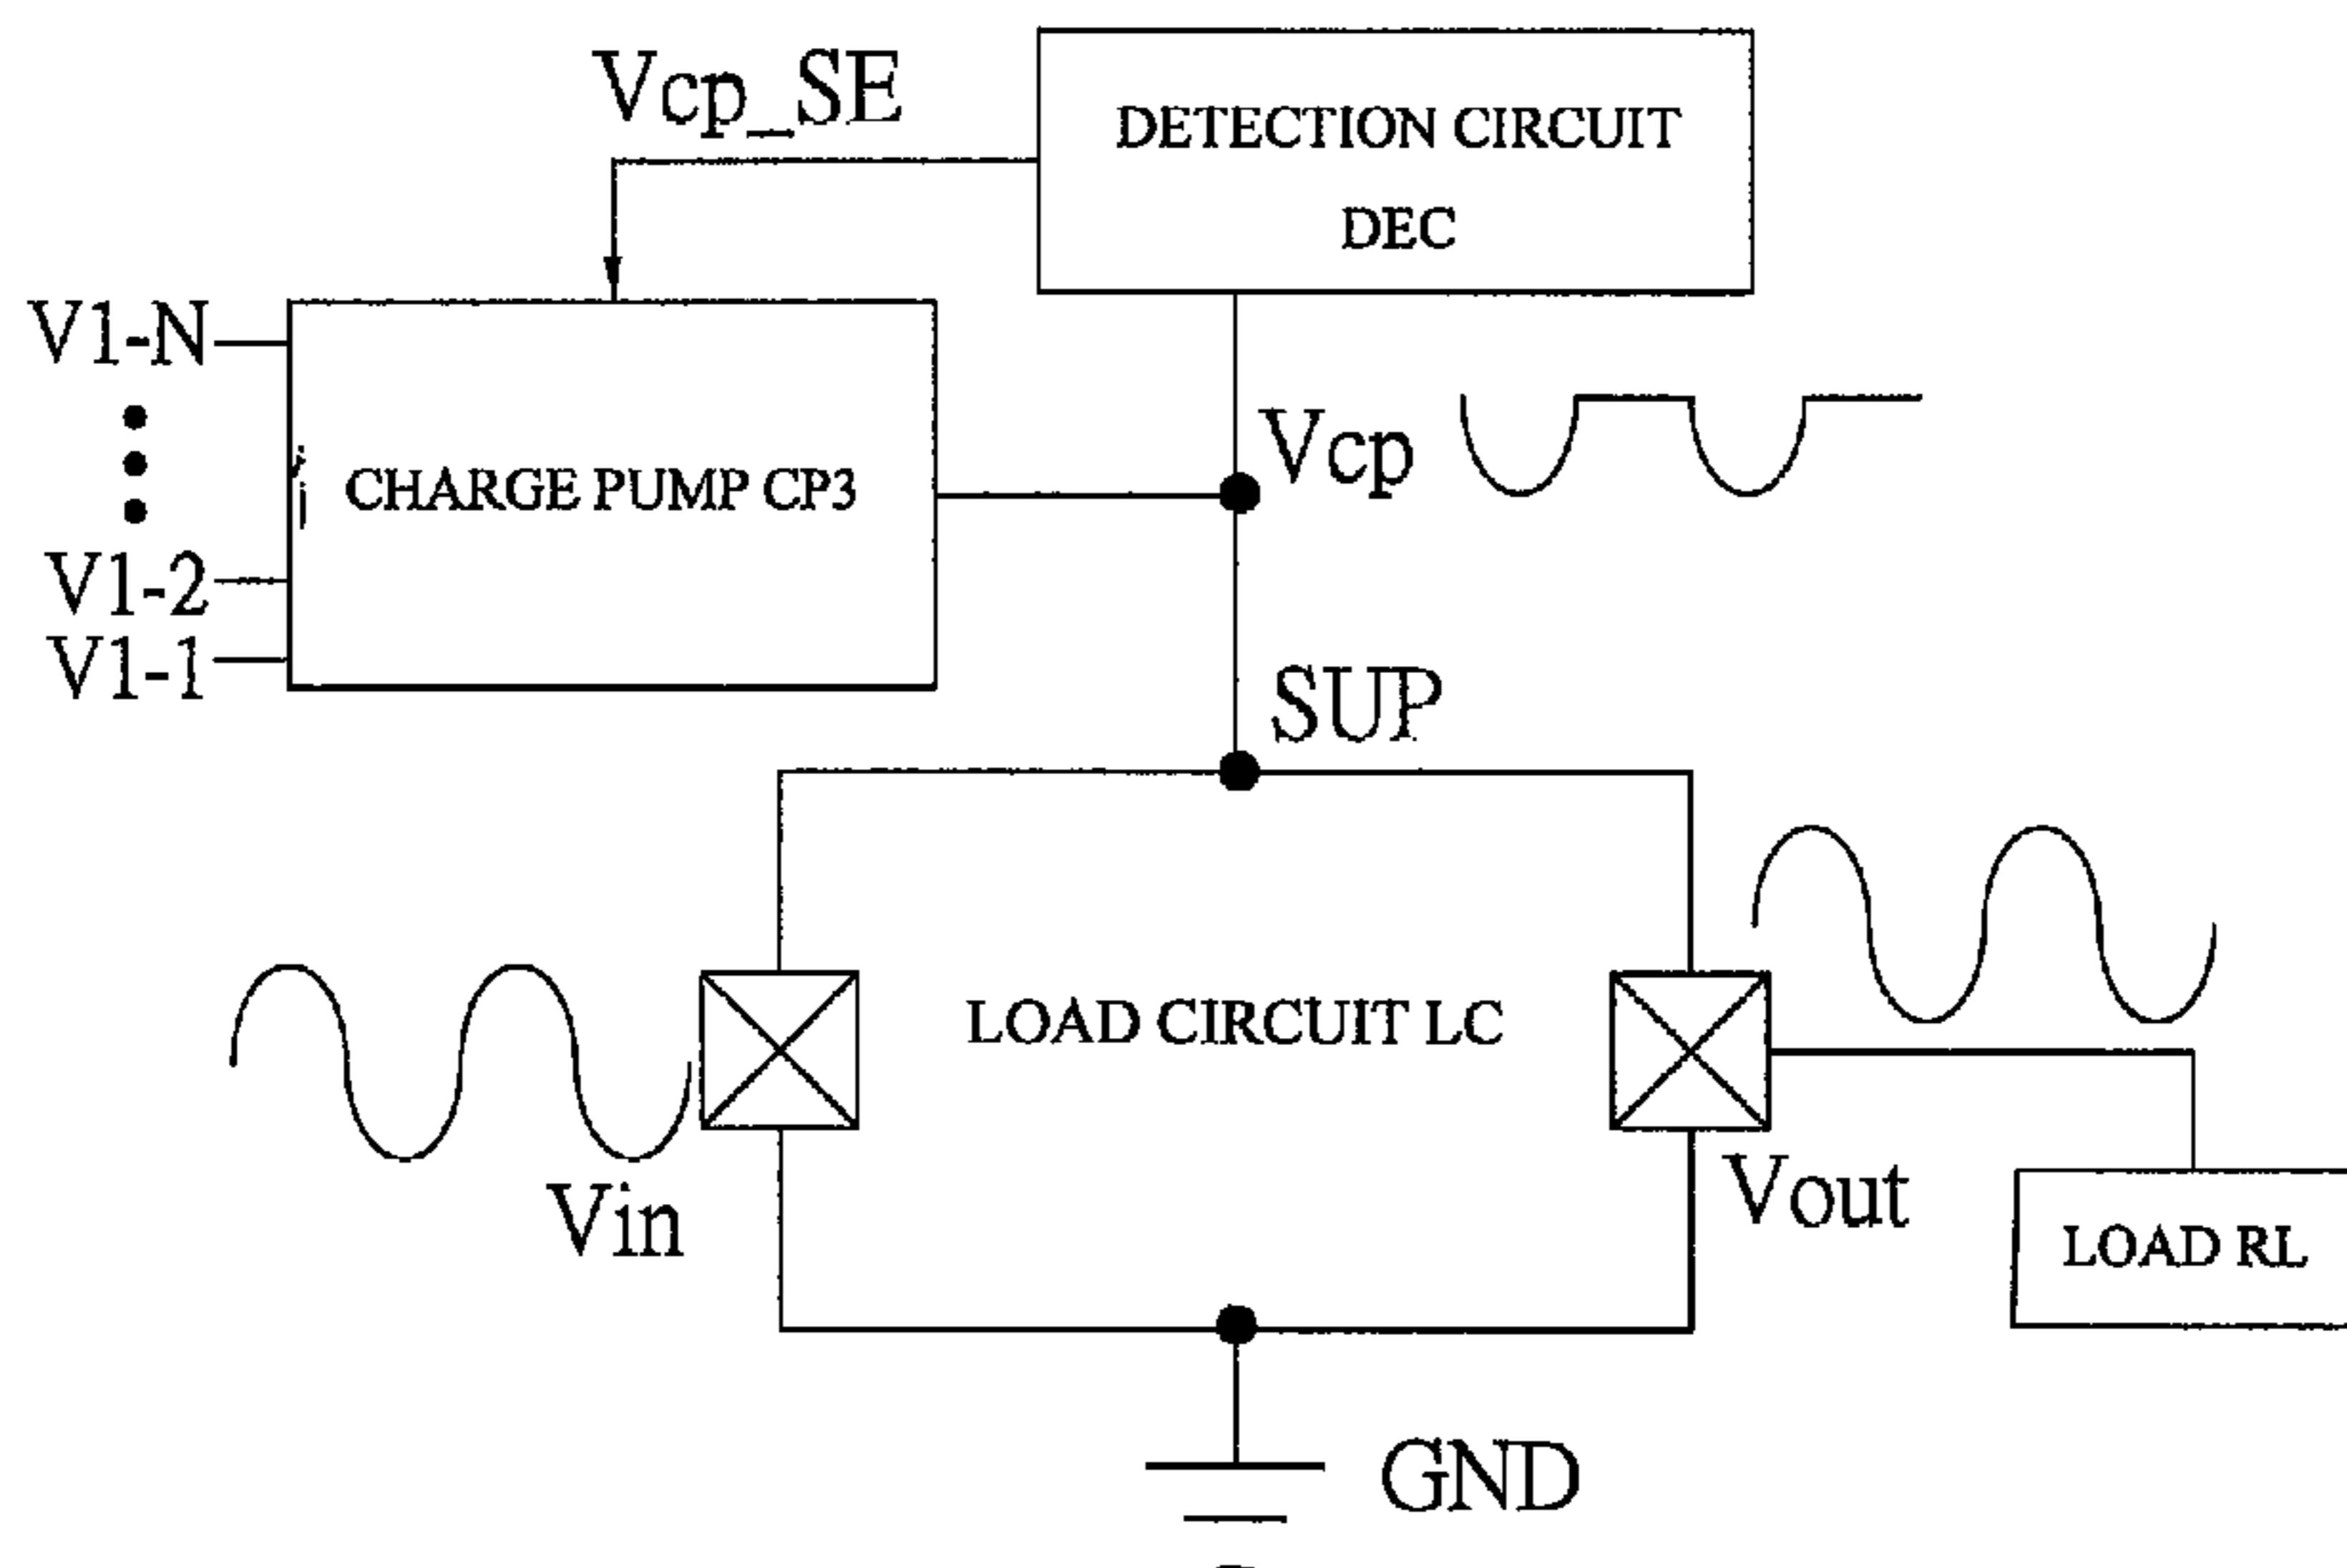 Vcp_SE
DETECTION CIRCUIT
DEC
V1-N
CHARGE PUMP CP3
Vcp
V1-2
V1-1
SUP
LOAD CIRCUIT LC
Vin
Vout
LOAD RL
GND